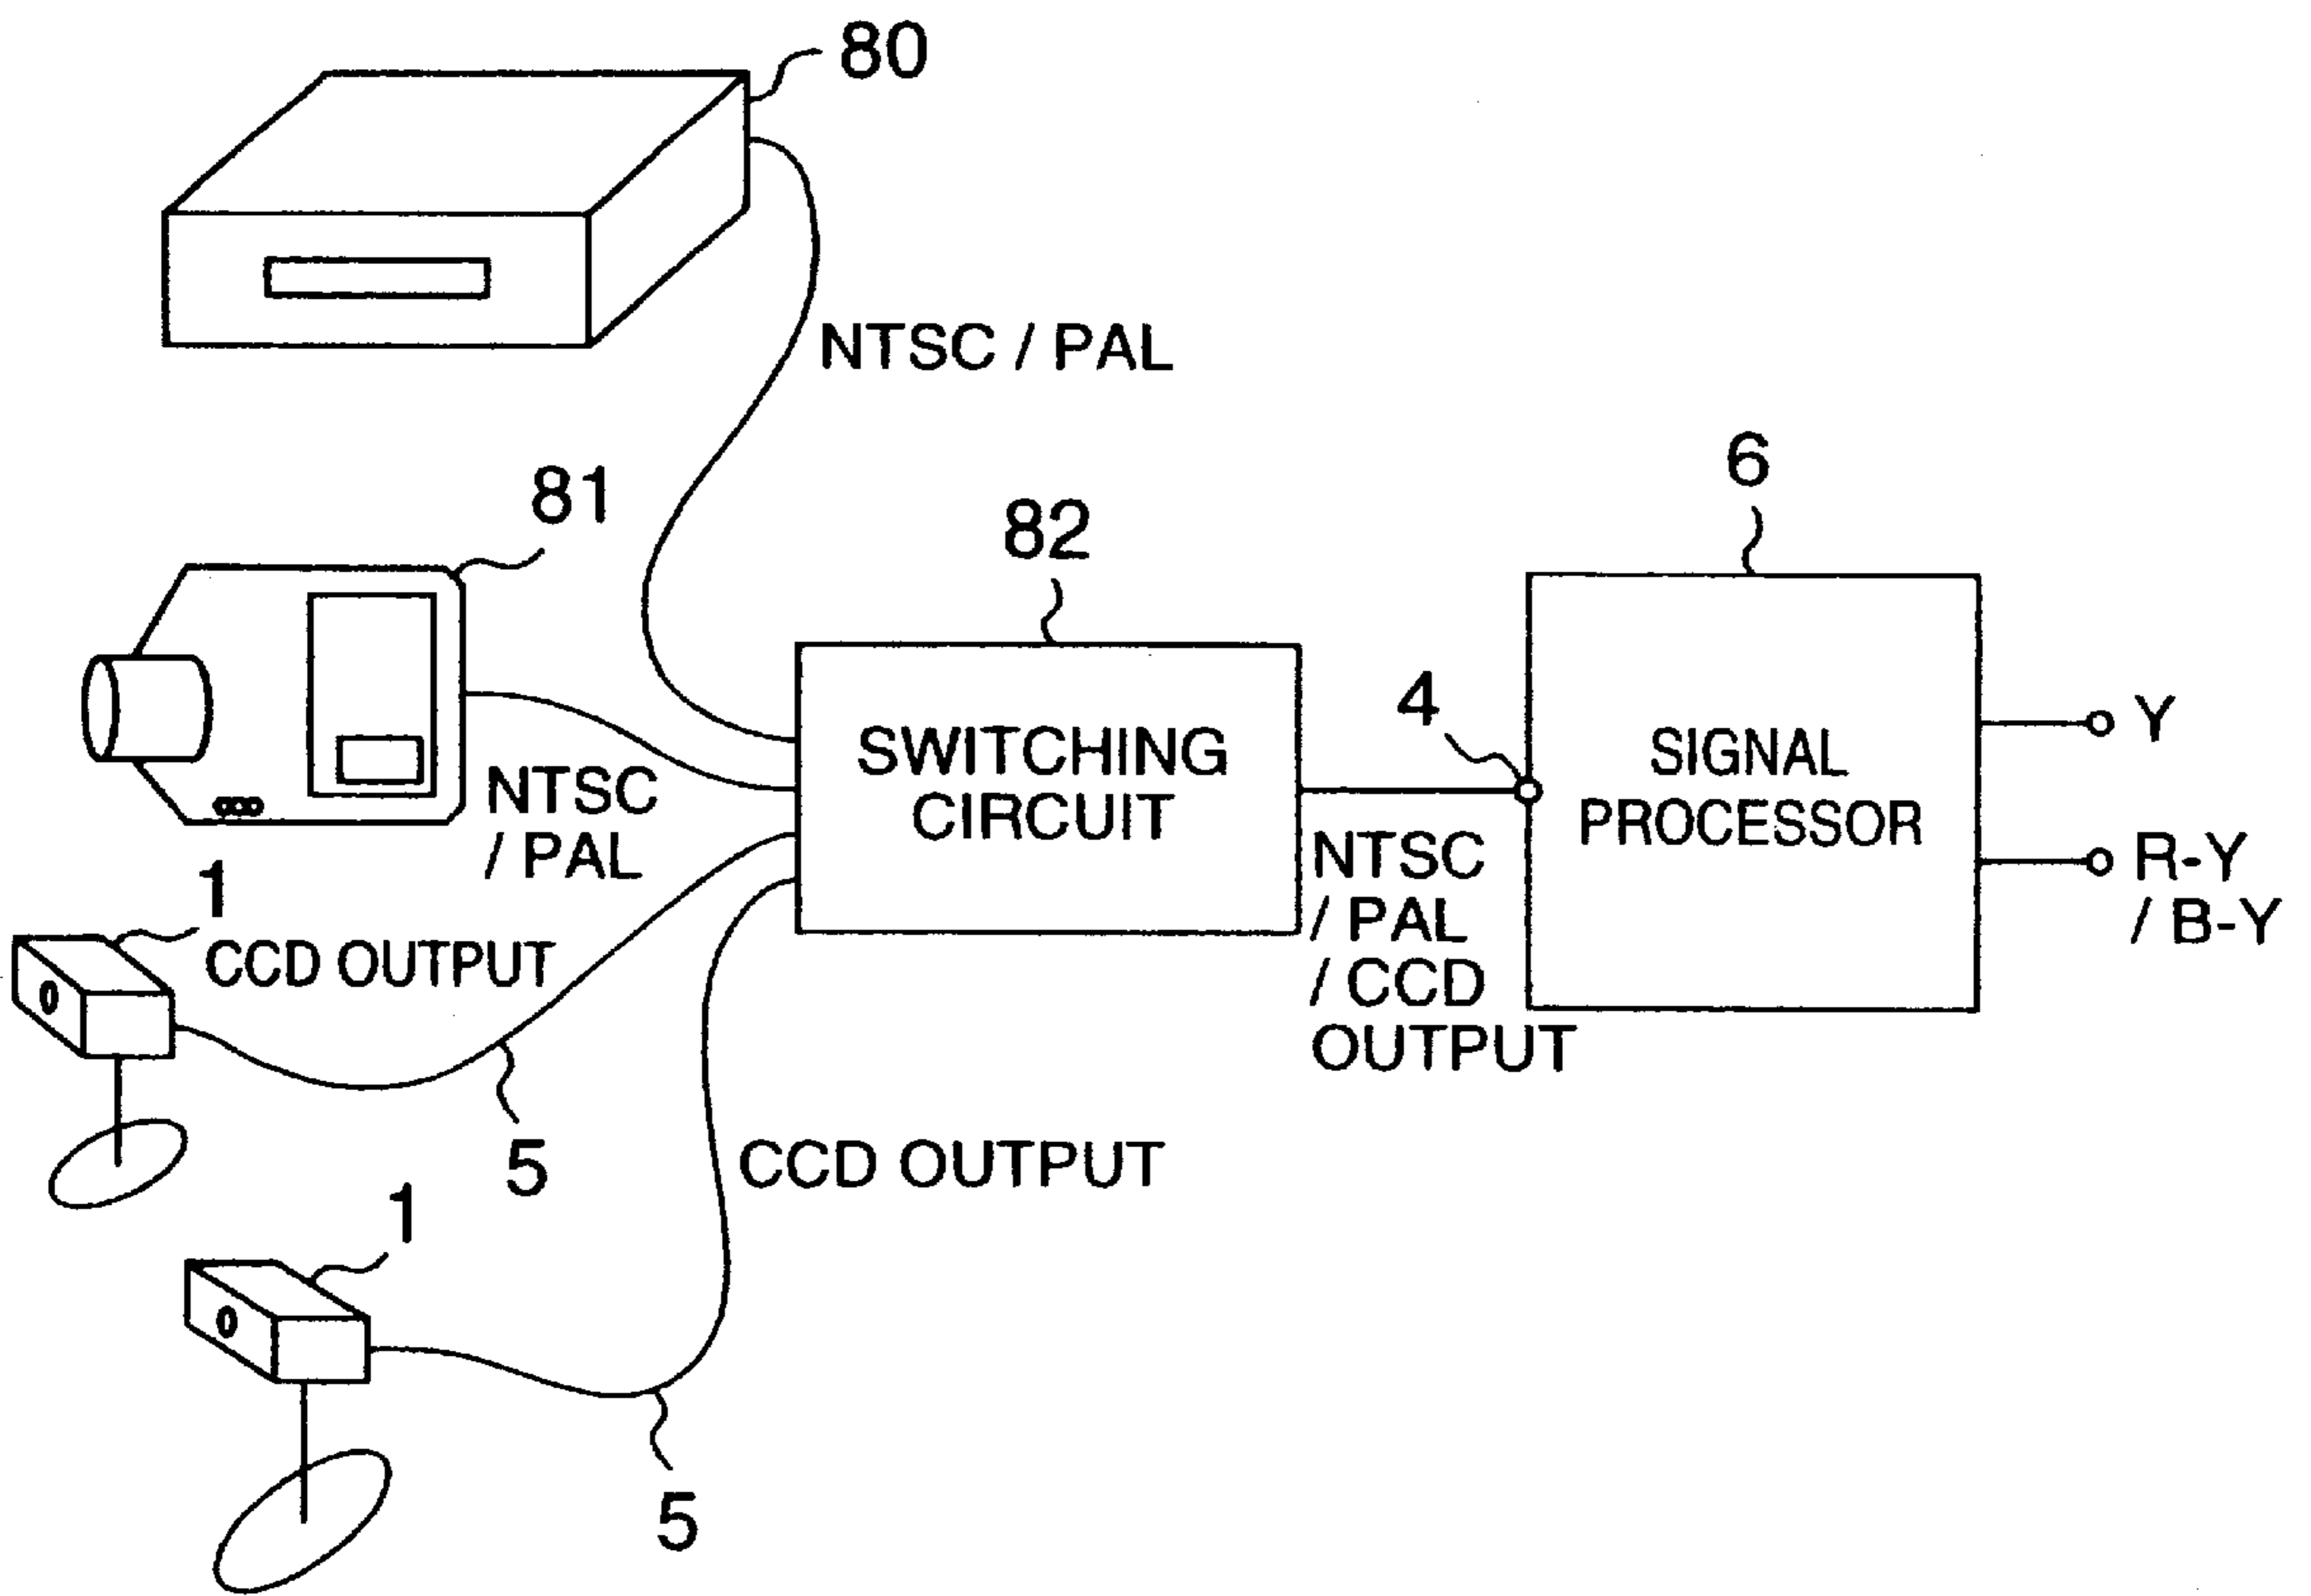 80
NTSC / PAL
81
NTSC
/ PAL
82
SWITCHING
CIRCUIT
6
4
SIGNAL
PROCESSOR
Y
R-Y
/ B-Y
NTSC
/ PAL
/ CCD
OUTPUT
1
CCD OUTPUT
5
CCD OUTPUT
1
5